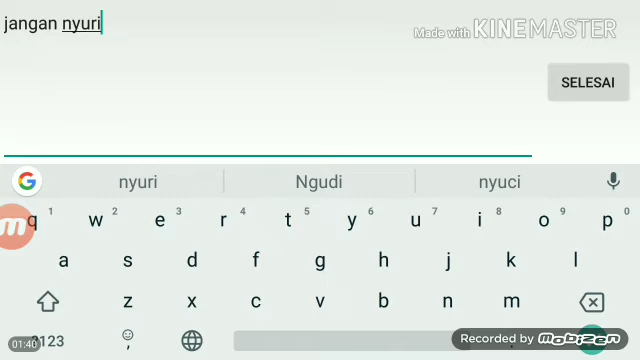 jangan nyuri
Made with KINEMASTER
SELESAI
nyuri Ngudi nyuci
q 1 w 2 e 3 r 4 t 5 y 6 u 7 i 8 o 9 p 0
a s d f g h j k l
z x c v b n m
01:40 123 , Recorded by MOBIZEN